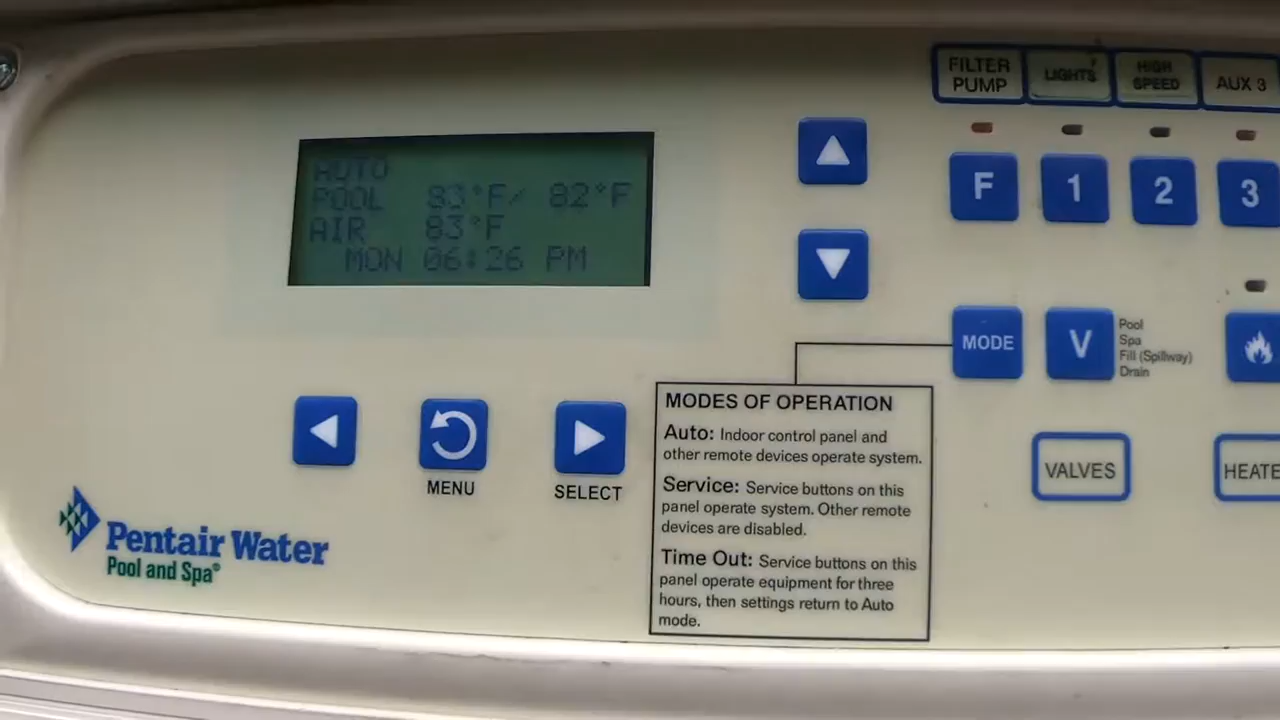 AUTO
POOL 83°F/ 82°F
AIR 83°F
MON 06:26 PM
FILTER
PUMP
LIGHTS
HIGH
SPEED
AUX 3
F
1
2
3
MODE
V
Pool
Spa
Fill (Spillway)
Drain
MENU
SELECT
VALVES
HEATE
MODES OF OPERATION
Auto: Indoor control panel and
other remote devices operate system.
Service: Service buttons on this
panel operate system. Other remote
devices are disabled.
Time Out: Service buttons on this
panel operate equipment for three
hours, then settings return to Auto
mode.
Pentair Water
Pool and Spa®